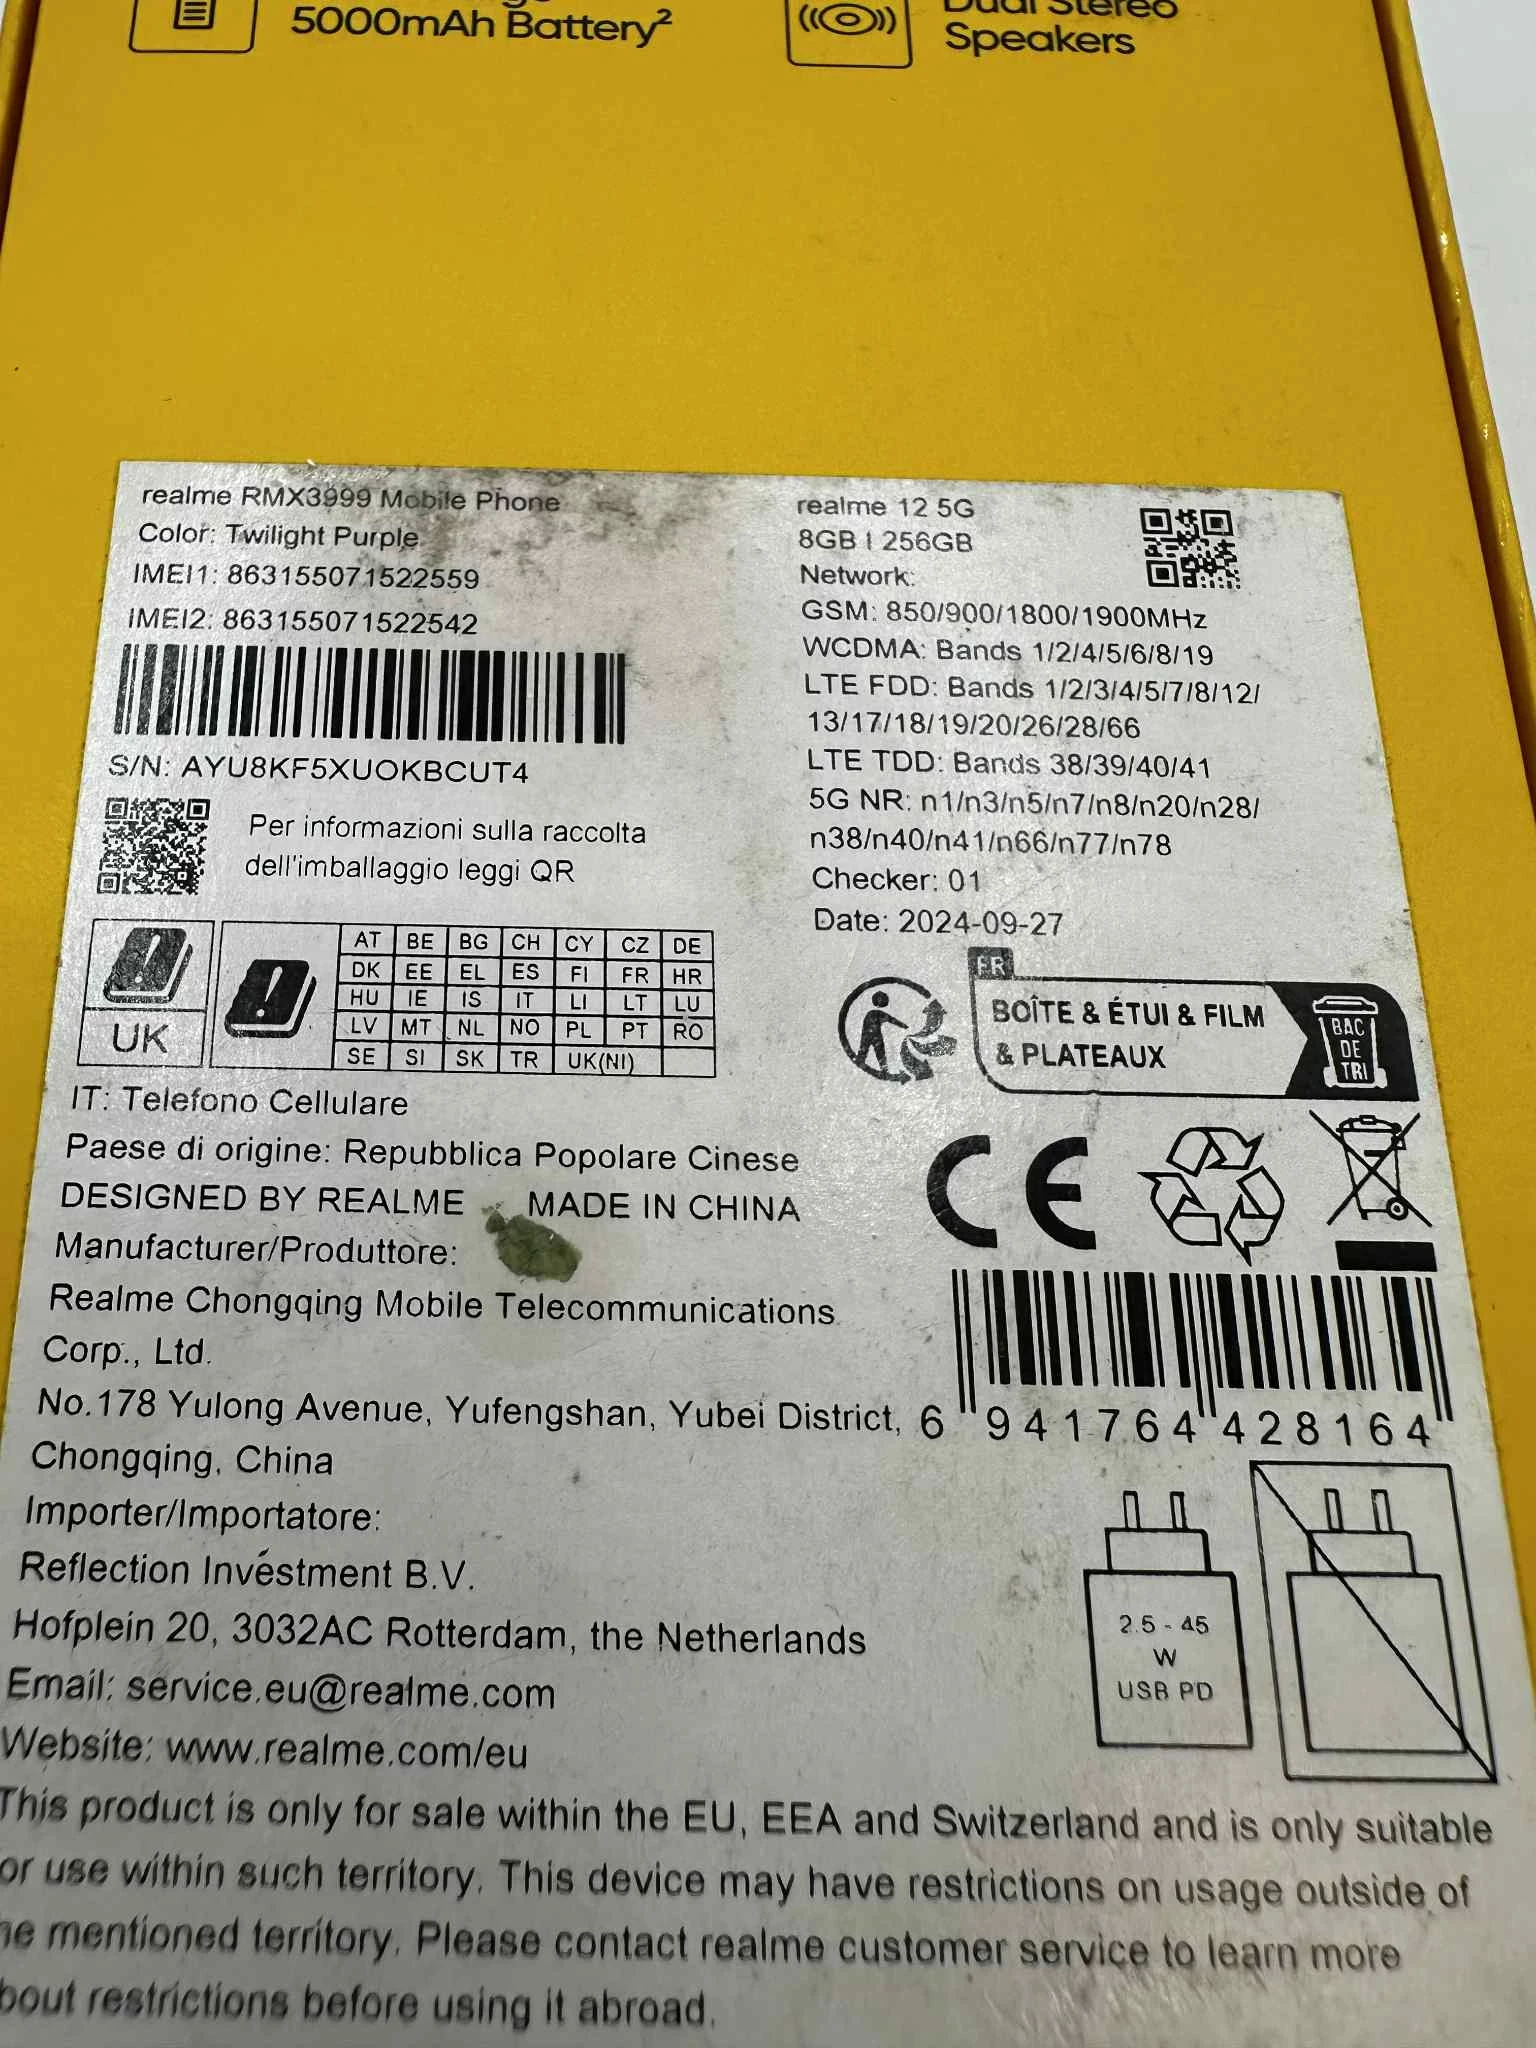 5000mAh Battery²
Dual Stereo
Speakers
realme RMX3999 Mobile Phone
Color: Twilight Purple
IMEI1: 863155071522559
IMEI2: 863155071522542
S/N: AYU8KF5XUOKBCUT4
Per informazioni sulla raccolta
dell'imballaggio leggi QR
realme 12 5G
8GB | 256GB
Network:
GSM: 850/900/1800/1900MHz
WCDMA: Bands 1/2/4/5/6/8/19
LTE FDD: Bands 1/2/3/4/5/7/8/12/
13/17/18/19/20/26/28/66
LTE TDD: Bands 38/39/40/41
5G NR: n1/n3/n5/n7/n8/n20/n28/
n38/n40/n41/n66/n77/n78
Checker: 01
Date: 2024-09-27
UK
AT BE BG CH CY CZ DE
DK EE EL ES FI FR HR
HU IE IS IT LI LT LU
LV MT NL NO PL PT RO
SE SI SK TR UK(NI)
FR
BOÎTE & ÉTUI & FILM
& PLATEAUX
BAC
DE
TRI
IT: Telefono Cellulare
Paese di origine: Repubblica Popolare Cinese
DESIGNED BY REALME MADE IN CHINA
Manufacturer/Produttore:
Realme Chongqing Mobile Telecommunications
Corp., Ltd.
No.178 Yulong Avenue, Yufengshan, Yubei District,
Chongqing, China
CE
6 941764 428164
Importer/Importatore:
Reflection Investment B.V.
Hofplein 20, 3032AC Rotterdam, the Netherlands
Email: service.eu@realme.com
Website: www.realme.com/eu
2.5 - 45
W
USB PD
This product is only for sale within the EU, EEA and Switzerland and is only suitable
or use within such territory. This device may have restrictions on usage outside of
he mentioned territory. Please contact realme customer service to learn more
bout restrictions before using it abroad.